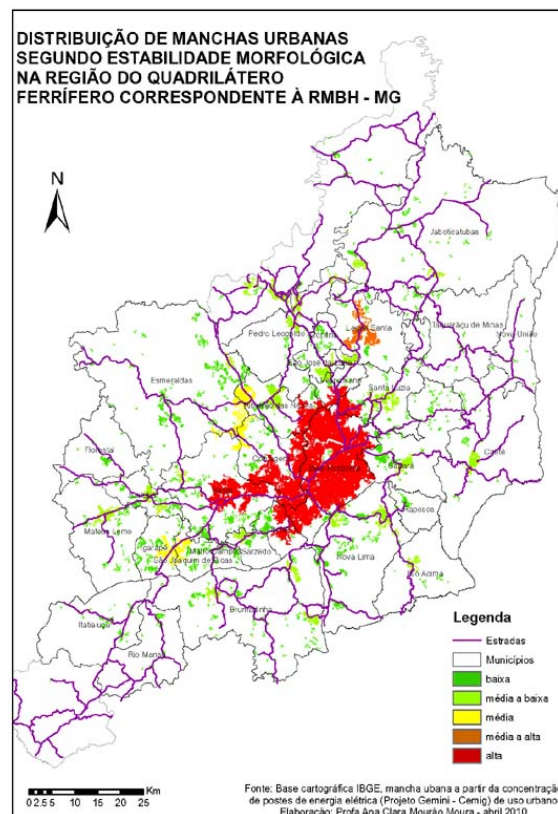 DISTRIBUIÇÃO DE MANCHAS URBANAS
SEGUNDO ESTABILIDADE MORFOLÓGICA
NA REGIÃO DO QUADRILÁTERO
FERRÍFERO CORRESPONDENTE À RMBH - MG
N
Jaboticatubas
Pedro Leopoldo
Lagoa Santa
Taquaraçu de Minas
Nova União
Esmeraldas
Santa Luzia
Florestal
Caeté
Sabará
Raposos
Mateus Leme
Igarapé
Sarzedo
São Joaquim de Bicas
Nova Lima
Rio Acima
Brumadinho
Itatiaiuçu
Rio Manso
Legenda
Estradas
Municípios
baixa
média a baixa
média
média a alta
alta
0 2.5 5 10 15 20 25 Km
Fonte: Base cartográfica IBGE, mancha ubana a partir da concentração
de postes de energia elétrica (Projeto Gemini - Cemig) de uso urbano
Elaboração: Profa Ana Clara Mourão Moura - abril 2010